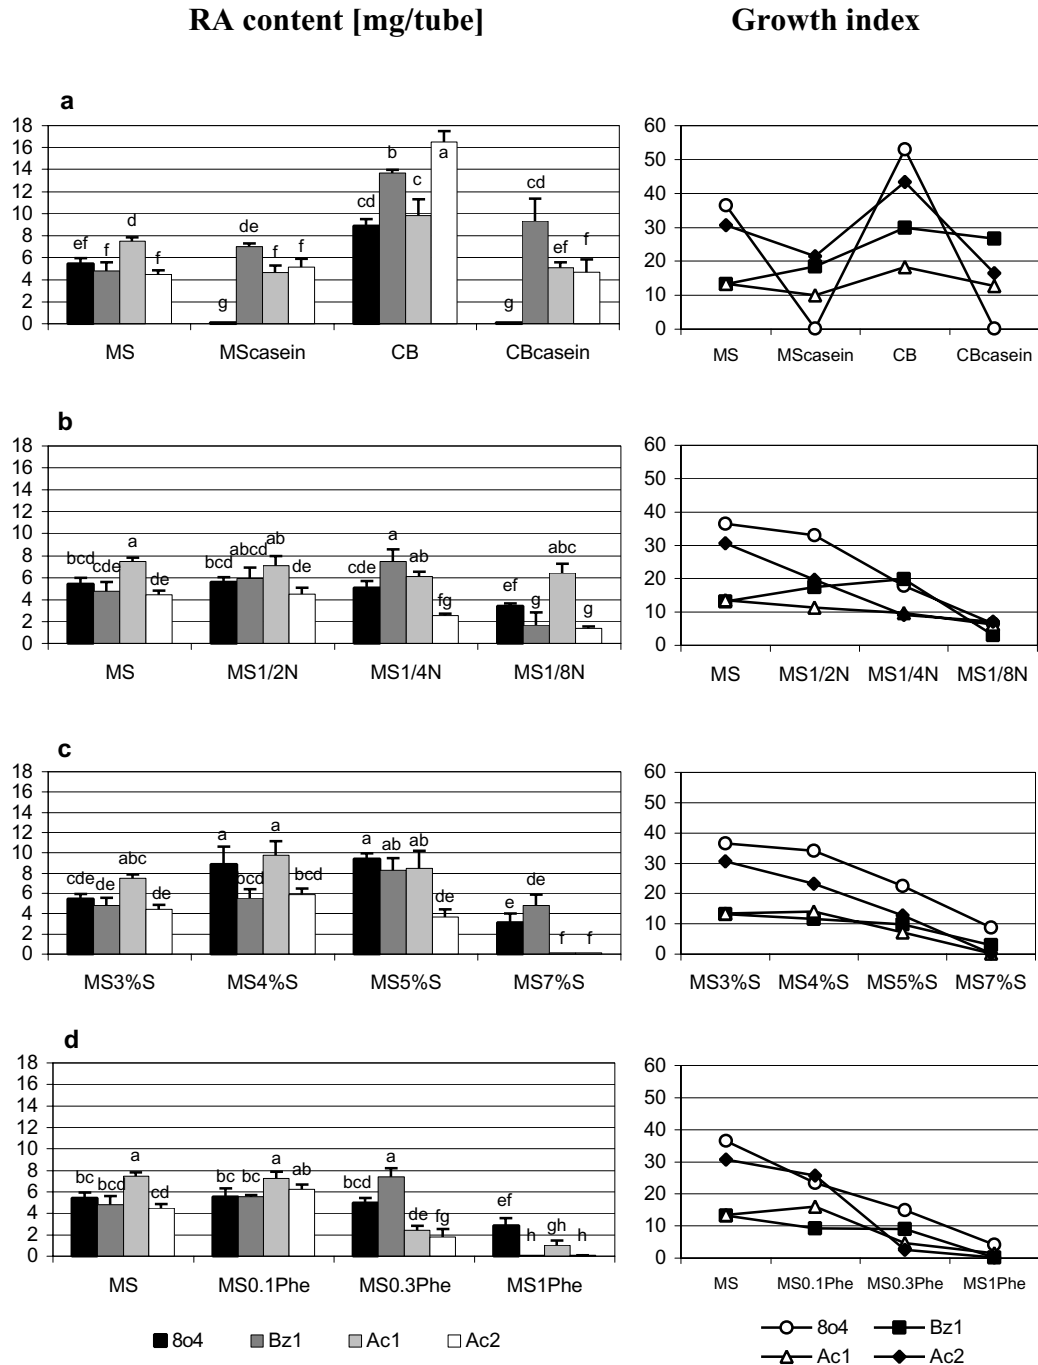 RA content [mg/tube] Growth index
a
18 60
16 50
14 40
12 30
10 20
8 10
6 0
4
2
0
ef f d f
g de f f
cd b c a
g cd ef f
MS MScasein CB CBcasein
MS MScasein CB CBcasein
b
18 60
16 50
14 40
12 30
10 20
8 10
6 0
4
2
0
bcd cde a de
bcd abcd ab de
cde a ab fg
ef g abc g
MS MS1/2N MS1/4N MS1/8N
MS MS1/2N MS1/4N MS1/8N
c
18 60
16 50
14 40
12 30
10 20
8 10
6 0
4
2
0
cde de abc de
a bcd a bcd
a ab ab de
e de f f
MS3%S MS4%S MS5%S MS7%S
MS3%S MS4%S MS5%S MS7%S
d
18 60
16 50
14 40
12 30
10 20
8 10
6 0
4
2
0
bc bcd a cd
bc bc a ab
bcd a de fg
ef h gh h
MS MS0.1Phe MS0.3Phe MS1Phe
MS MS0.1Phe MS0.3Phe MS1Phe
8o4 Bz1 Ac1 Ac2
8o4 Bz1
Ac1 Ac2